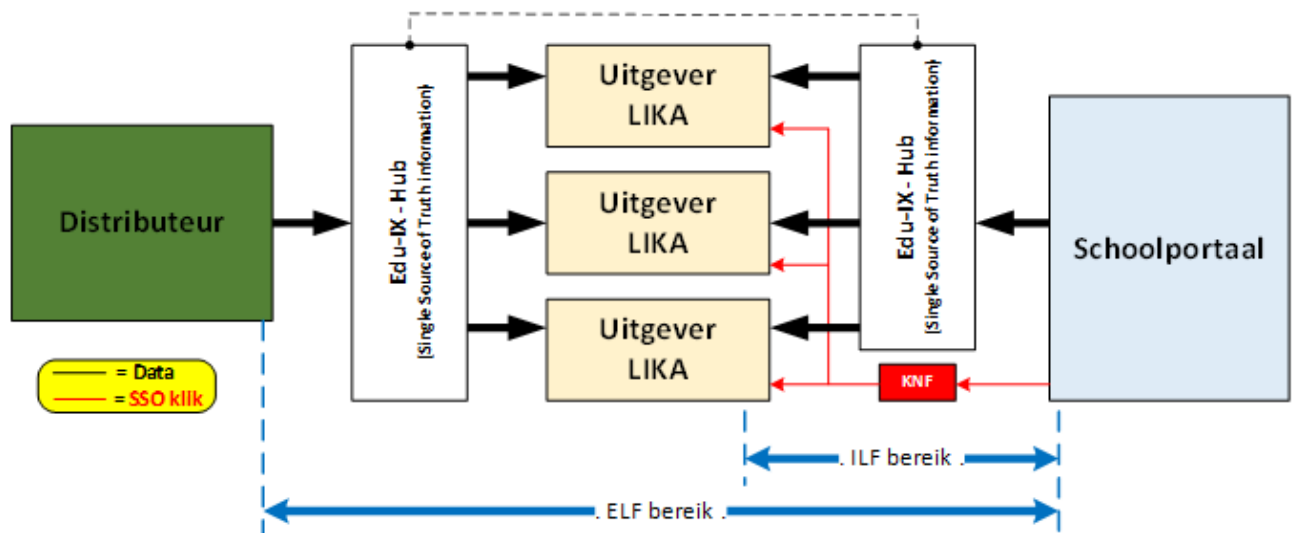 Distributeur
Edu-IX - Hub
(Single Source of Truth information)
Uitgever
LIKA
Uitgever
LIKA
Uitgever
LIKA
Edu-IX - Hub
(Single Source of Truth information)
Schoolportaal
KNF
= Data
= SSO klik
. ILF bereik .
. ELF bereik .